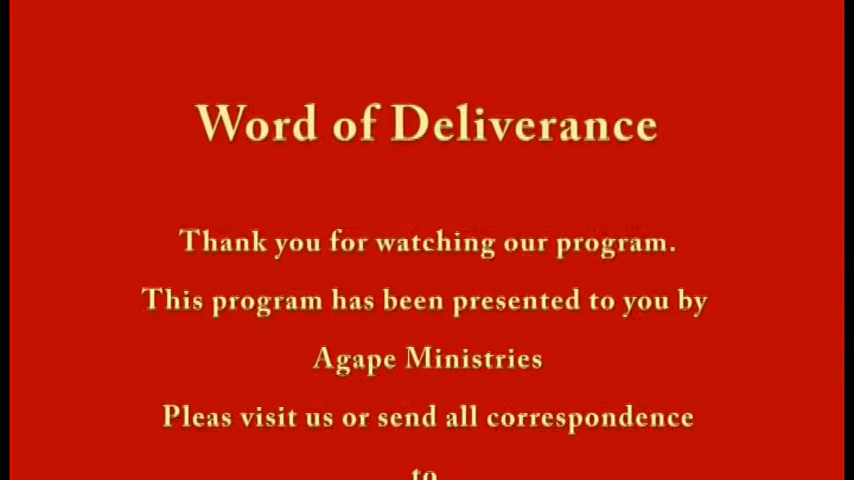 Word of Deliverance
Thank you for watching our program.
This program has been presented to you by
Agape Ministries
Pleas visit us or send all correspondence
to